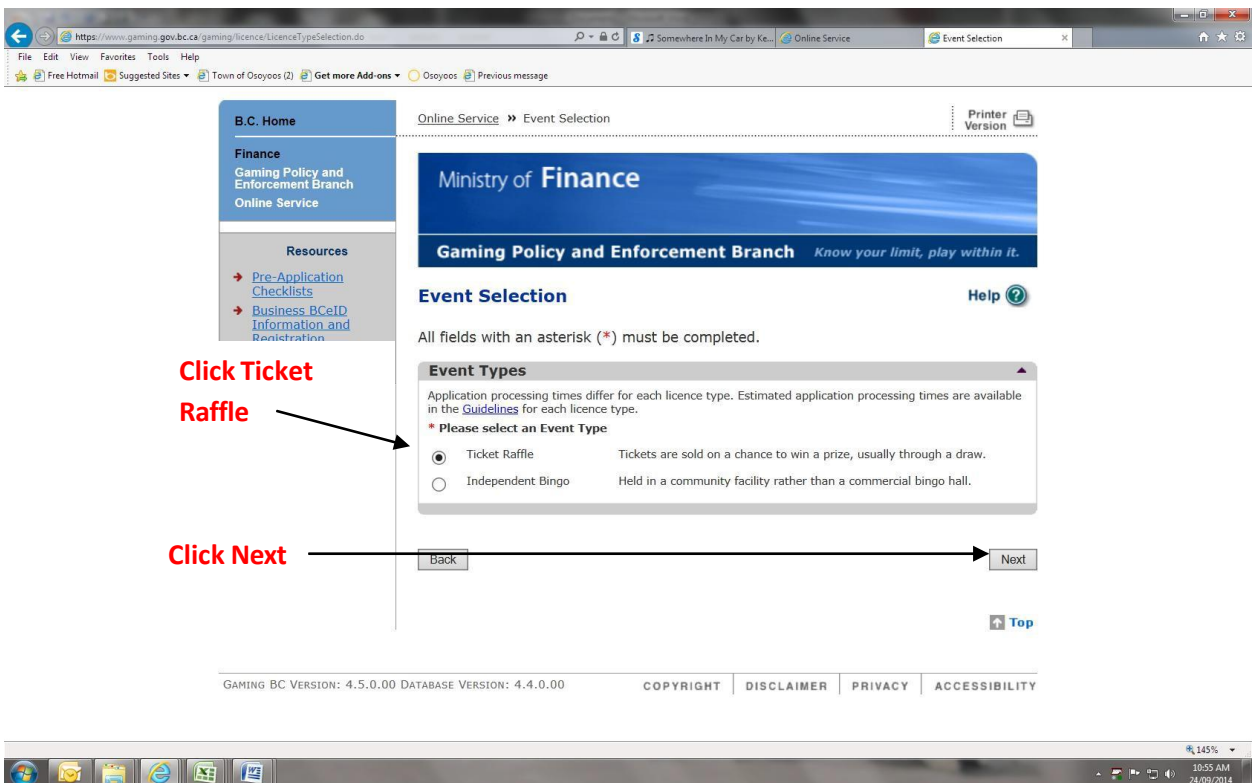 https://www.gaming.gov.bc.ca/gaming/licence/LicenceTypeSelection.do
Somewhere In My Car by Ke...
Online Service
Event Selection
File Edit View Favorites Tools Help
Free Hotmail Suggested Sites Town of Osoyoos (2) Get more Add-ons Osoyoos Previous message
B.C. Home
Finance
Gaming Policy and
Enforcement Branch
Online Service
Resources
Pre-Application
Checklists
Business BCeID
Information and
Registration
Online Service » Event Selection
Printer
Version
Ministry of Finance
Gaming Policy and Enforcement Branch Know your limit, play within it.
Event Selection
Help
All fields with an asterisk (*) must be completed.
Click Ticket
Raffle
Event Types
Application processing times differ for each licence type. Estimated application processing times are available
in the Guidelines for each licence type.
* Please select an Event Type
Ticket Raffle Tickets are sold on a chance to win a prize, usually through a draw.
Independent Bingo Held in a community facility rather than a commercial bingo hall.
Click Next
Back
Next
Top
GAMING BC VERSION: 4.5.0.00 DATABASE VERSION: 4.4.0.00
COPYRIGHT DISCLAIMER PRIVACY ACCESSIBILITY
145%
10:55 AM
24/09/2014